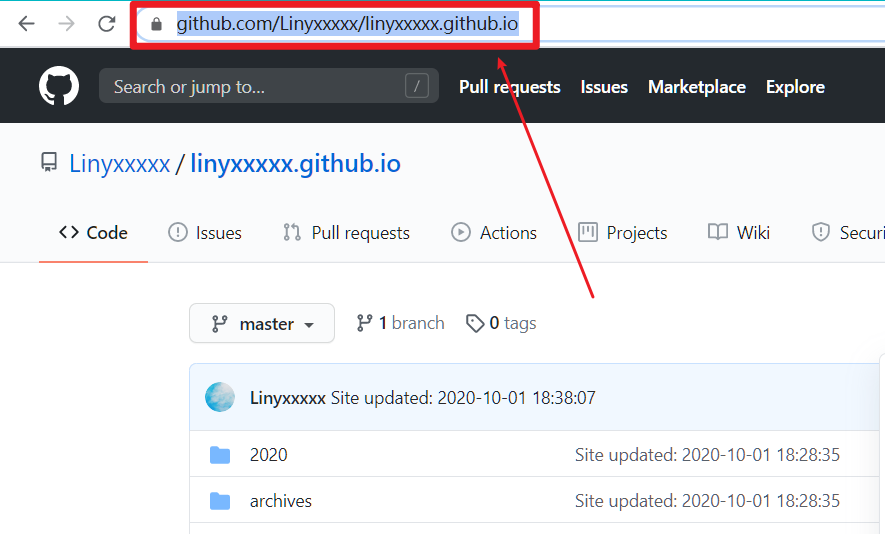 github.com/Linyxxxxx/linyxxxxx.github.io
Search or jump to... / Pull requests Issues Marketplace Explore
Linyxxxxx / linyxxxxx.github.io
<> Code Issues Pull requests Actions Projects Wiki Securi
master 1 branch 0 tags
Linyxxxxx Site updated: 2020-10-01 18:38:07
2020 Site updated: 2020-10-01 18:28:35
archives Site updated: 2020-10-01 18:28:35